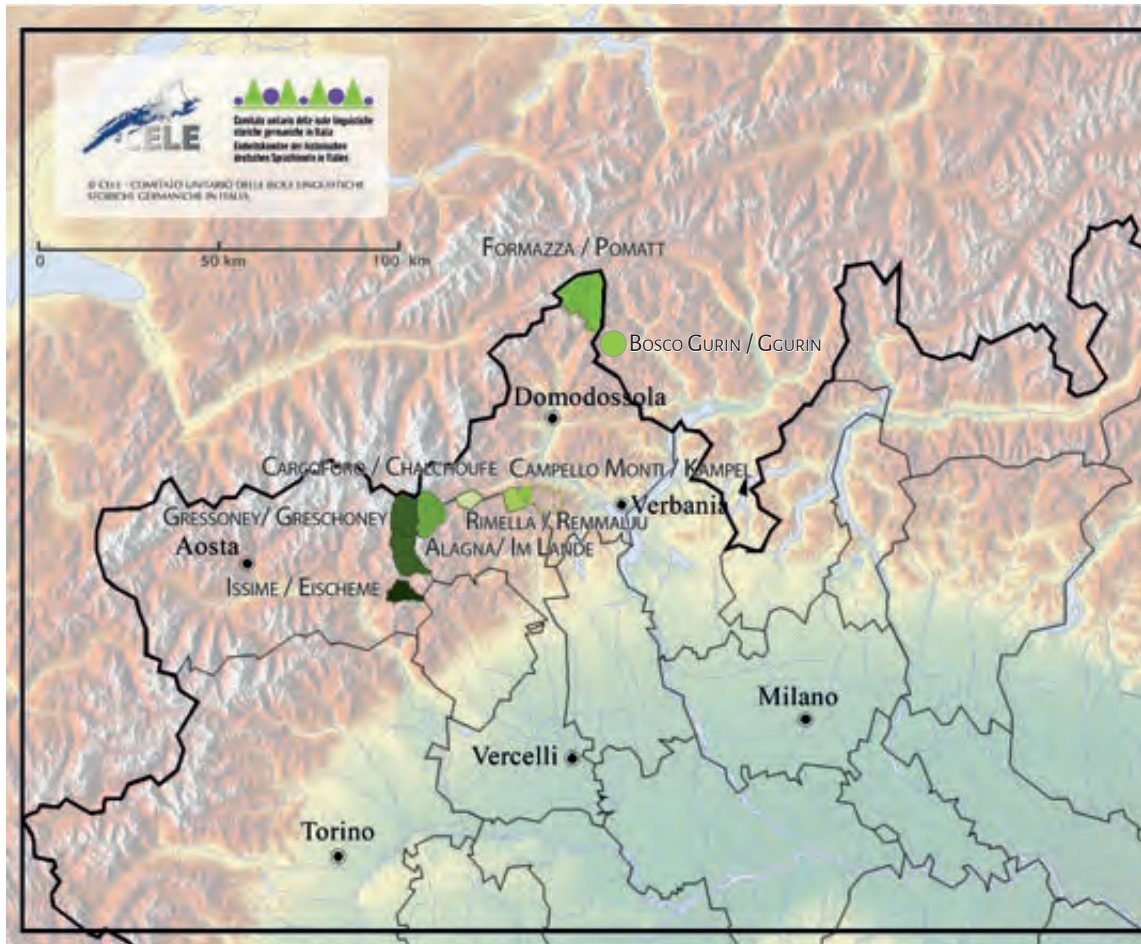 CELE
Comitato unitario delle isole linguistiche
storiche germaniche in Italia
Einheitskomitee der historischen
deutschen Sprachinseln in Italien
© CELE - COMITATO UNITARIO DELLE ISOLE LINGUISTICHE
STORICHE GERMANICHE IN ITALIA
0 50 km 100 km
FORMAZZA / POMATT
BOSCO GURIN / GGURIN
Domodossola
CARCOFORO / CHALCHOUFE CAMPELLO MONTI / KAMPEL
GRESSONEY/ GRESCHONEY RIMELLA / REMMALJU Verbania
Aosta ALAGNA/ IM LANDE
ISSIME / EISCHEME
Milano
Vercelli
Torino